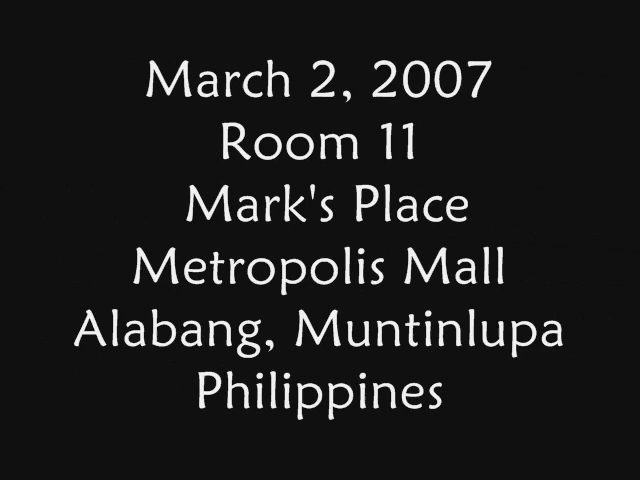 March 2, 2007
Room 11
Mark's Place
Metropolis Mall
Alabang, Muntinlupa
Philippines